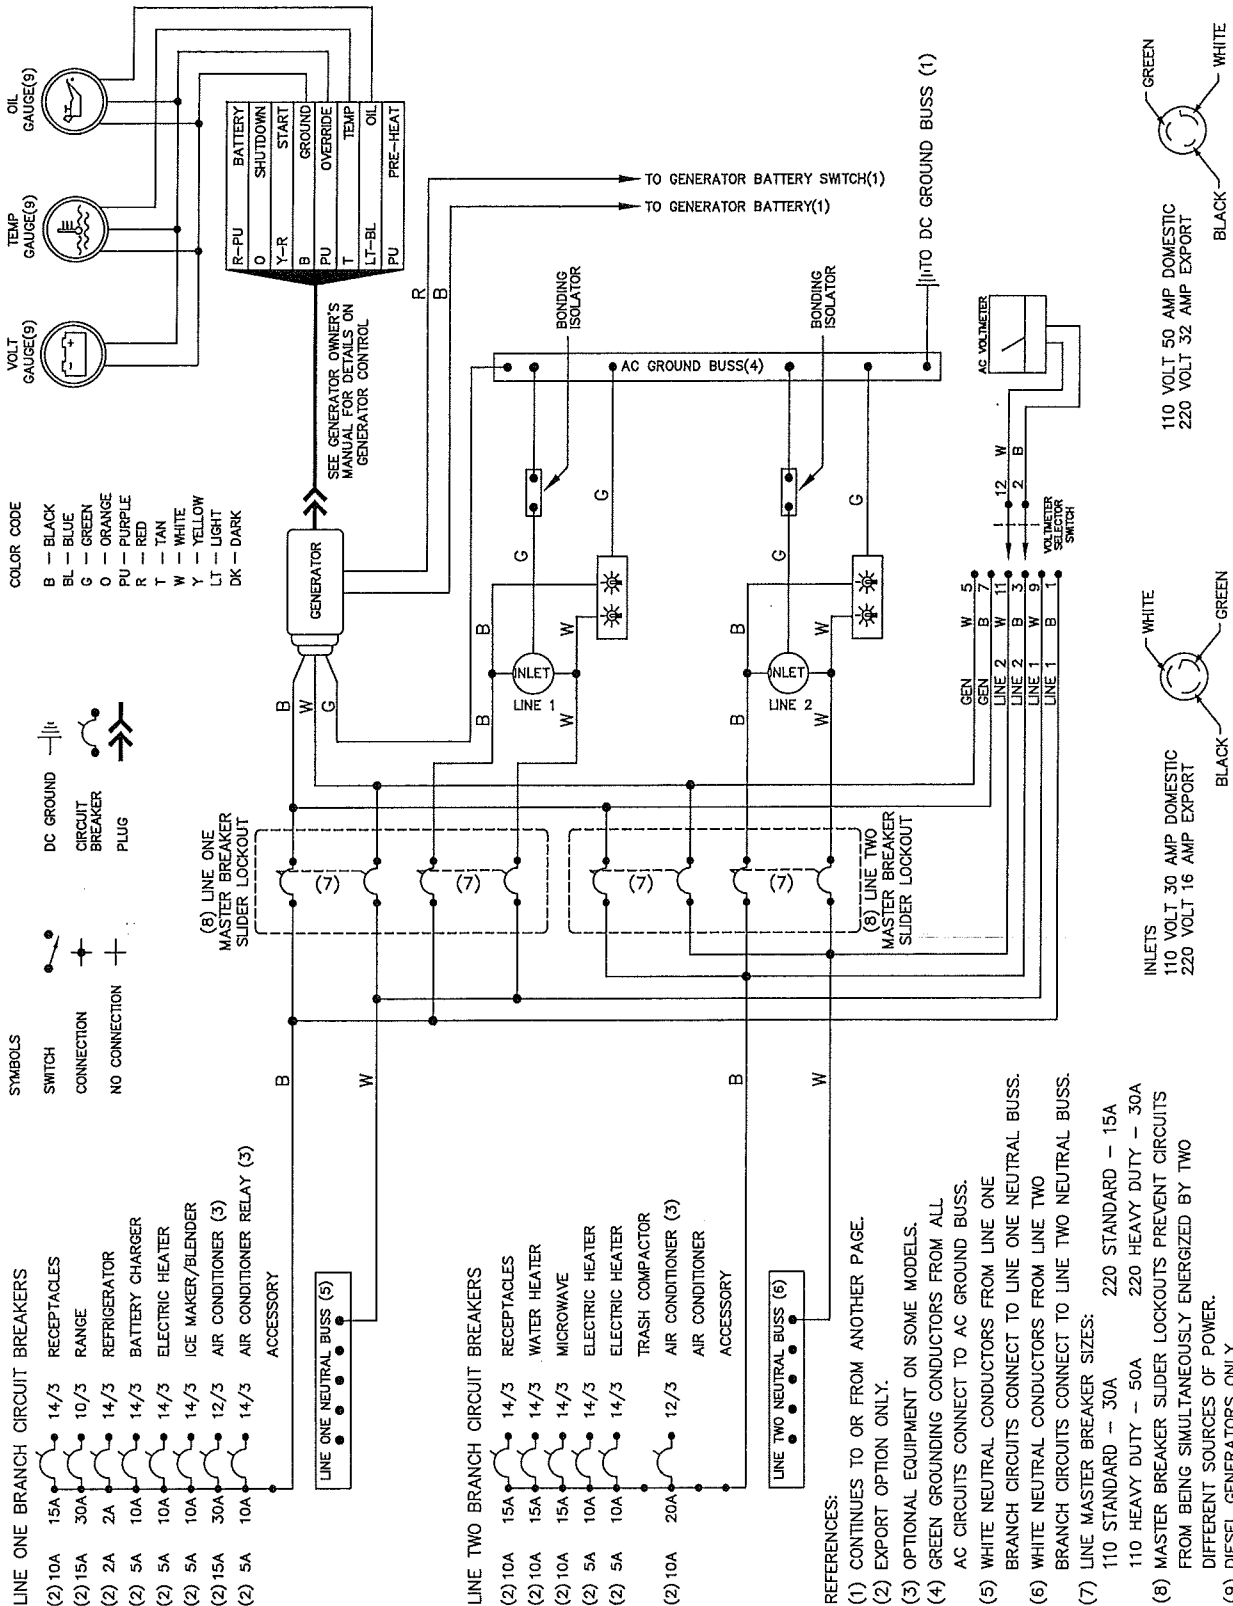 LINE ONE BRANCH CIRCUIT BREAKERS
(2) 10A 15A 14/3 RECEPTACLES
(2) 15A 30A 10/3 RANGE
(2) 2A 2A 14/3 REFRIGERATOR
(2) 5A 10A 14/3 BATTERY CHARGER
(2) 5A 10A 14/3 ELECTRIC HEATER
(2) 5A 10A 14/3 ICE MAKER/BLENDER
(2) 15A 30A 12/3 AIR CONDITIONER (3)
(2) 5A 10A 14/3 AIR CONDITIONER RELAY (3)
ACCESSORY
LINE ONE NEUTRAL BUSS (5)
LINE TWO BRANCH CIRCUIT BREAKERS
(2) 10A 15A 14/3 RECEPTACLES
(2) 10A 15A 14/3 WATER HEATER
(2) 10A 15A 14/3 MICROWAVE
(2) 5A 10A 14/3 ELECTRIC HEATER
(2) 5A 10A 14/3 ELECTRIC HEATER
TRASH COMPACTOR
(2) 10A 20A 12/3 AIR CONDITIONER (3)
AIR CONDITIONER
ACCESSORY
LINE TWO NEUTRAL BUSS (6)
REFERENCES:
(1) CONTINUES TO OR FROM ANOTHER PAGE.
(2) EXPORT OPTION ONLY.
(3) OPTIONAL EQUIPMENT ON SOME MODELS.
(4) GREEN GROUNDING CONDUCTORS FROM ALL
AC CIRCUITS CONNECT TO AC GROUND BUSS.
(5) WHITE NEUTRAL CONDUCTORS FROM LINE ONE
BRANCH CIRCUITS CONNECT TO LINE ONE NEUTRAL BUSS.
(6) WHITE NEUTRAL CONDUCTORS FROM LINE TWO
BRANCH CIRCUITS CONNECT TO LINE TWO NEUTRAL BUSS.
(7) LINE MASTER BREAKER SIZES:
110 STANDARD – 30A 220 STANDARD – 15A
110 HEAVY DUTY – 50A 220 HEAVY DUTY – 30A
(8) MASTER BREAKER SLIDER LOCKOUTS PREVENT CIRCUITS
FROM BEING SIMULTANEOUSLY ENERGIZED BY TWO
DIFFERENT SOURCES OF POWER.
(9) DIESEL GENERATORS ONLY
SYMBOLS
SWITCH
CONNECTION
NO CONNECTION
DC GROUND
CIRCUIT
BREAKER
PLUG
COLOR CODE
B – BLACK
BL – BLUE
G – GREEN
O – ORANGE
PU – PURPLE
R – RED
T – TAN
W – WHITE
Y – YELLOW
LT – LIGHT
DK – DARK
VOLT
GAUGE(9)
TEMP
GAUGE(9)
OIL
GAUGE(9)
R–PU BATTERY
O SHUTDOWN
Y–R START
B GROUND
PU OVERRIDE
T TEMP
LT–BL OIL
PU PRE–HEAT
SEE GENERATOR OWNER'S
MANUAL FOR DETAILS ON
GENERATOR CONTROL
GENERATOR
R
B
TO GENERATOR BATTERY SWITCH(1)
TO GENERATOR BATTERY(1)
B
W
G
(8) LINE ONE
MASTER BREAKER
SLIDER LOCKOUT
(7)
(7)
B
W
(8) LINE TWO
MASTER BREAKER
SLIDER LOCKOUT
(7)
(7)
B
W
B
W
INLET
LINE 1
B
W
G
G
BONDING
ISOLATOR
AC GROUND BUSS(4)
TO DC GROUND BUSS (1)
B
W
INLET
LINE 2
B
W
G
G
BONDING
ISOLATOR
GEN W 5
GEN B 7
LINE 2 W 11
LINE 2 B 3
LINE 1 W 9
LINE 1 B 1
VOLTMETER
SELECTOR
SWITCH
12 W
2 B
AC VOLTMETER
INLETS
110 VOLT 30 AMP DOMESTIC
220 VOLT 16 AMP EXPORT
WHITE
BLACK
GREEN
110 VOLT 50 AMP DOMESTIC
220 VOLT 32 AMP EXPORT
GREEN
BLACK
WHITE